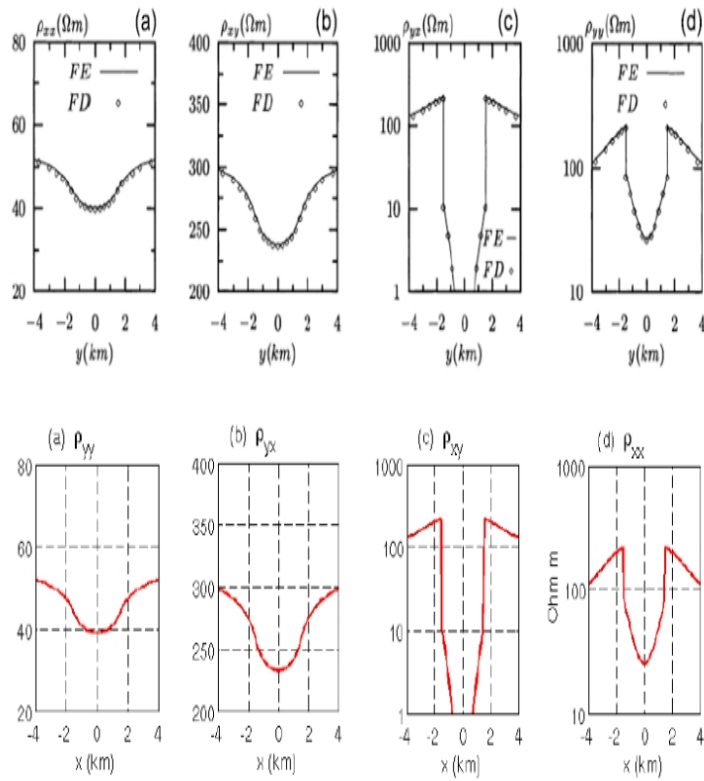 (a) (b) (c) (d)
ρxx(Ωm) ρxy(Ωm) ρyx(Ωm) ρyy(Ωm)
80 400 1000 1000
FE FE FE
FD FD FD
60 350 100
100
40 300 10
250 FE
FD
20 200 1 10
-4 -2 0 2 4 -4 -2 0 2 4 -4 -2 0 2 4 -4 -2 0 2 4
y(km) y(km) y(km) y(km)
(a) ρyy (b) ρyx (c) ρxy (d) ρxx
80 400 1000 1000
60 350 100
300 Ohm m 100
40 250 10
20 200 1 10
-4 -2 0 2 4 -4 -2 0 2 4 -4 -2 0 2 4 -4 -2 0 2 4
x (km) x (km) x (km) x (km)